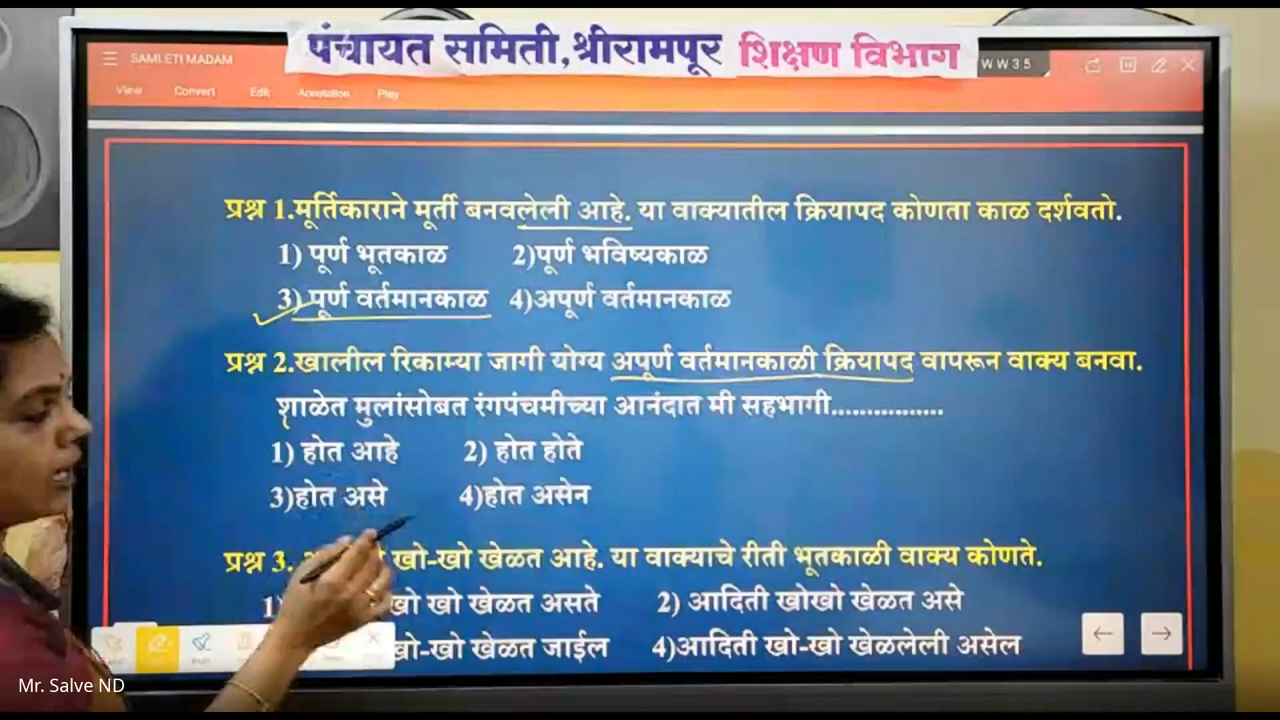 पंचायत समिती,श्रीरामपूर शिक्षण विभाग
SAMLETI MADAM
W W 3 5
View Convert Edit Annotation Play
प्रश्न 1.मूर्तिकाराने मूर्ती बनवलेली आहे. या वाक्यातील क्रियापद कोणता काळ दर्शवतो.
1) पूर्ण भूतकाळ 2)पूर्ण भविष्यकाळ
3) पूर्ण वर्तमानकाळ 4)अपूर्ण वर्तमानकाळ
प्रश्न 2.खालील रिकाम्या जागी योग्य अपूर्ण वर्तमानकाळी क्रियापद वापरून वाक्य बनवा.
शाळेत मुलांसोबत रंगपंचमीच्या आनंदात मी सहभागी................
1) होत आहे 2) होत होते
3)होत असे 4)होत असेन
प्रश्न 3. खो-खो खेळत आहे. या वाक्याचे रीती भूतकाळी वाक्य कोणते.
1) खो खो खेळत असते 2) आदिती खोखो खेळत असे
खो-खो खेळत जाईल 4)आदिती खो-खो खेळलेली असेल
Mr. Salve ND